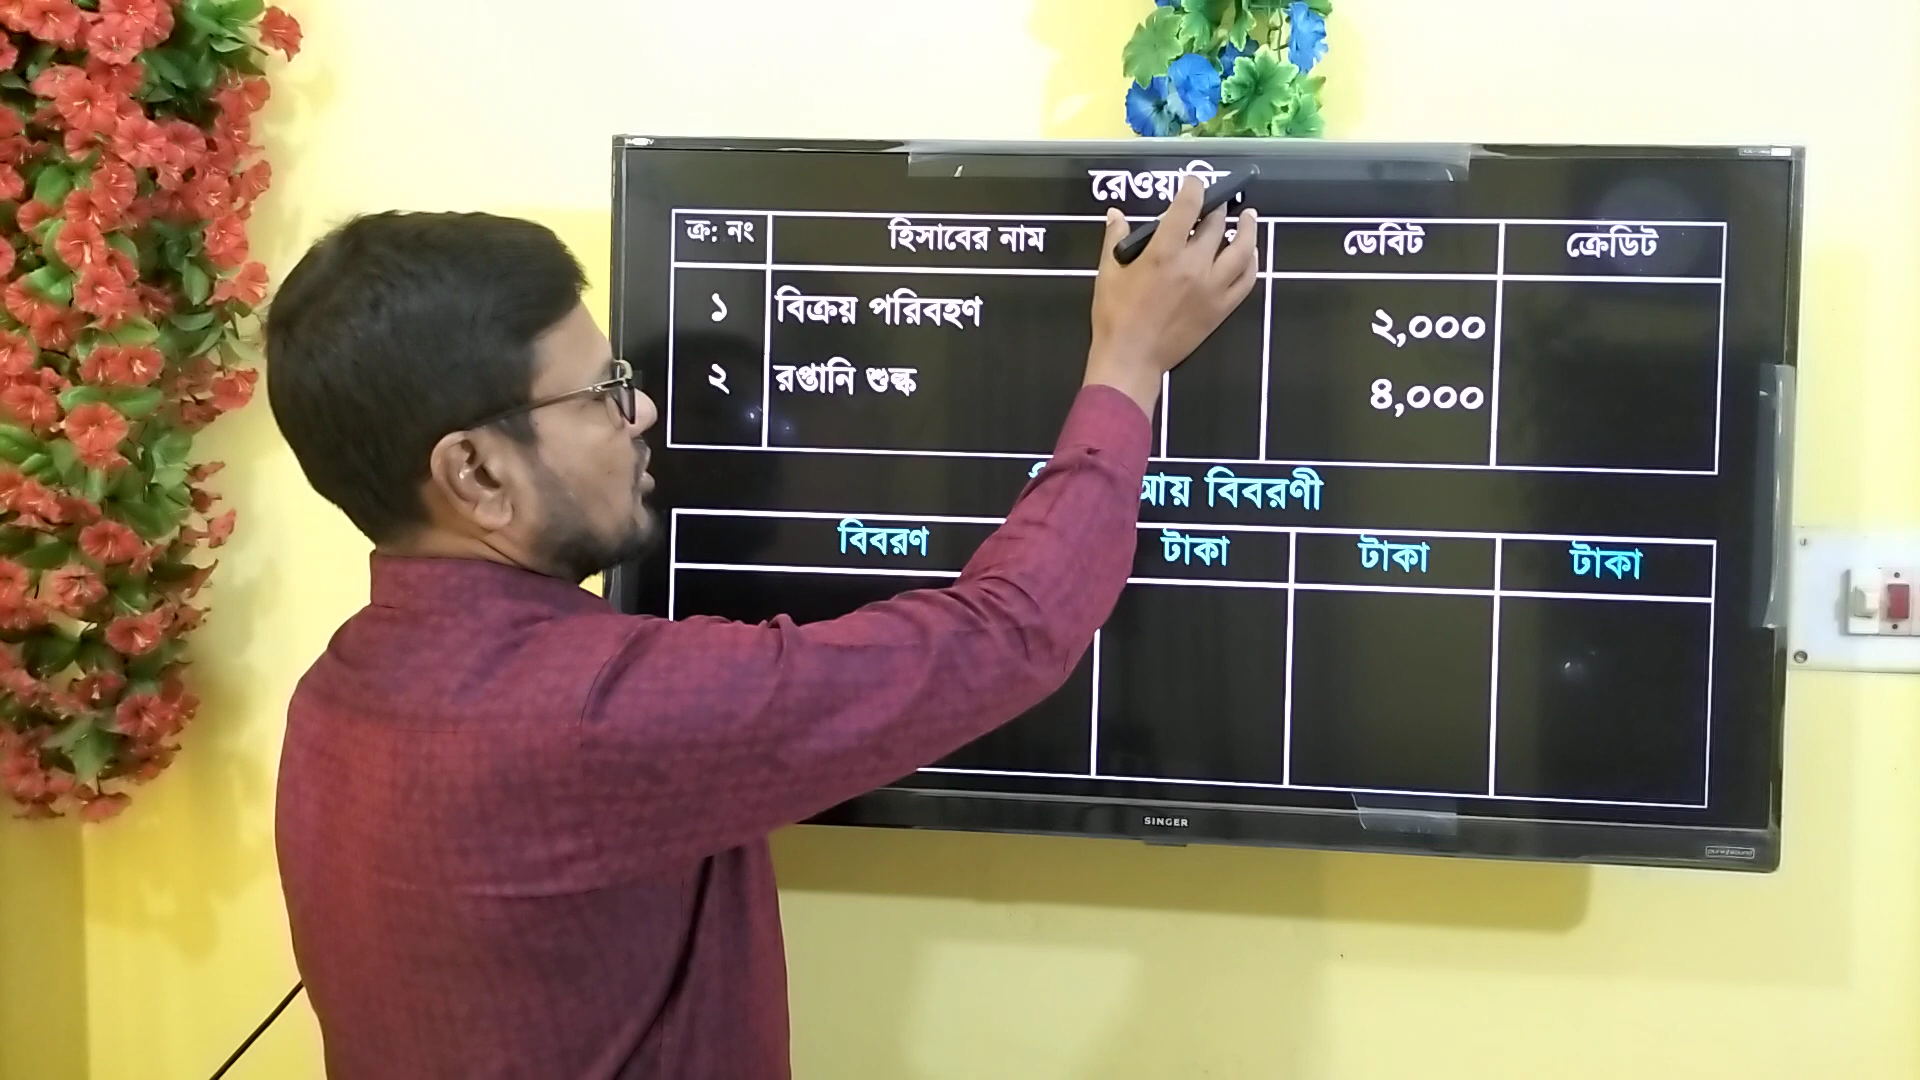 ক্র: নং হিসাবের নাম ডেবিট ক্রেডিট
১ বিক্রয় পরিবহণ ২,০০০
২ রপ্তানি শুল্ক ৪,০০০
আয় বিবরণী
বিবরণ টাকা টাকা টাকা
SINGER